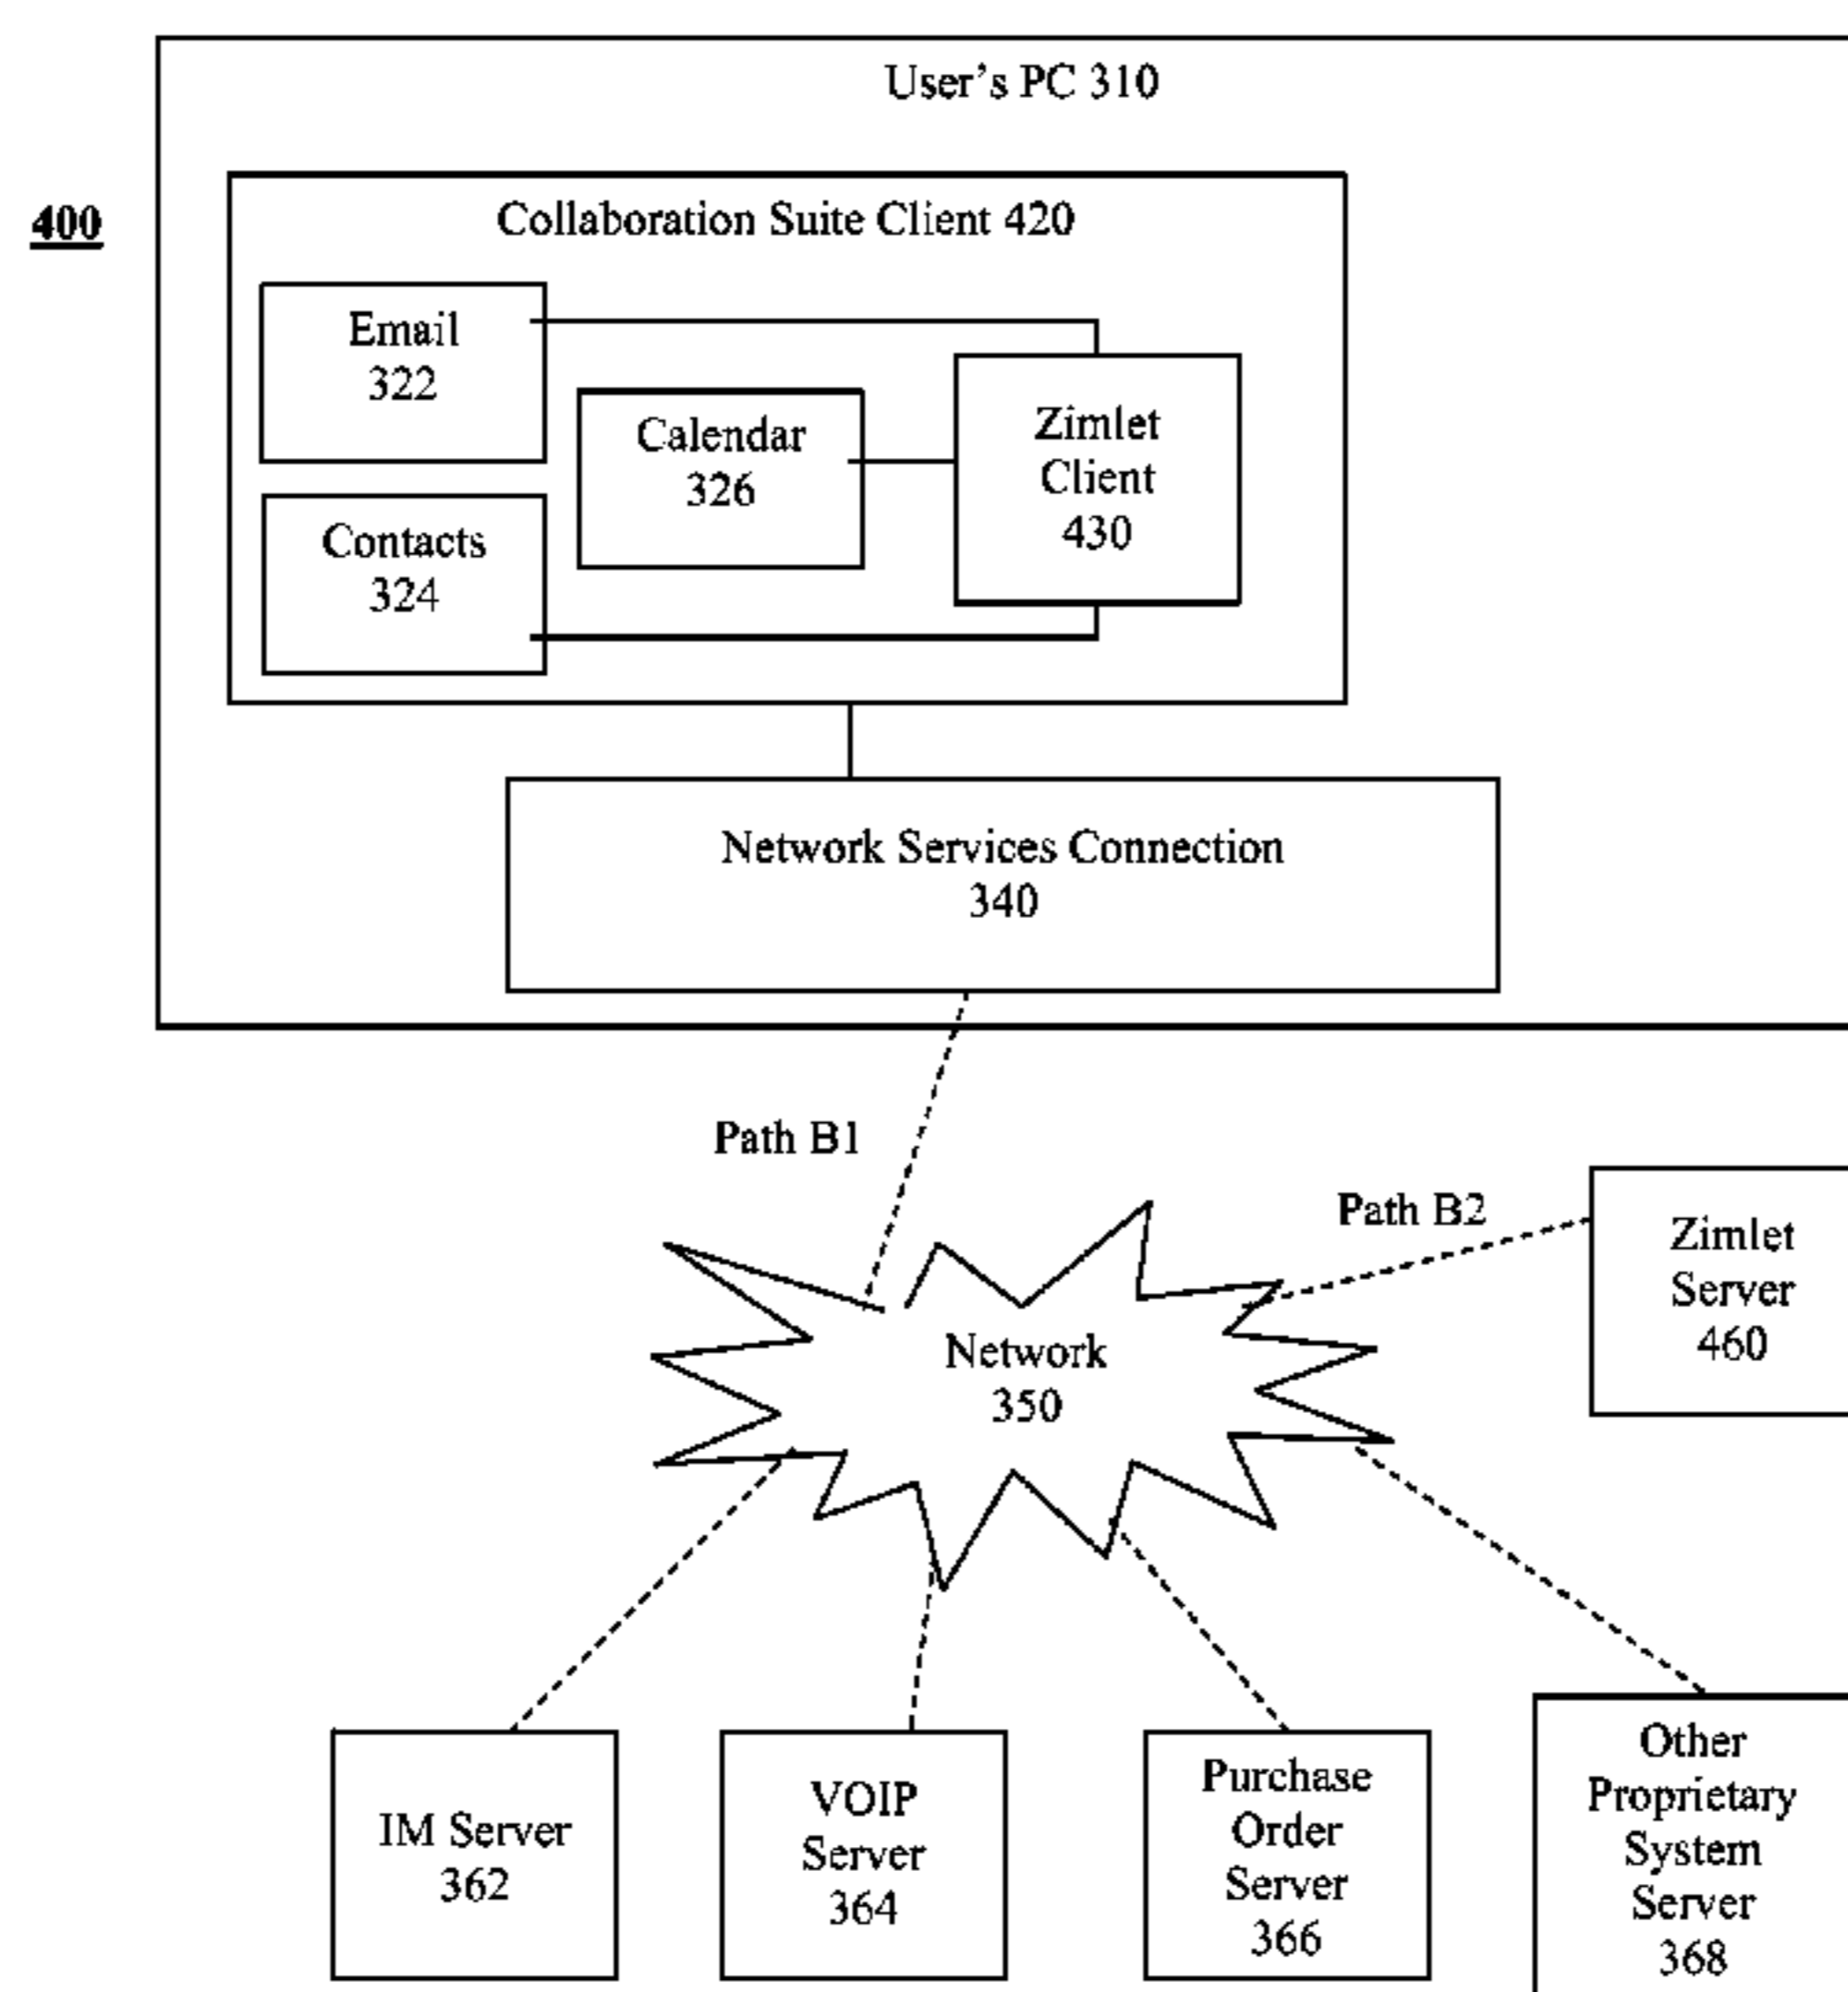 User's PC 310
400
Collaboration Suite Client 420
Email
322
Calendar
326
Zimlet
Client
430
Contacts
324
Network Services Connection
340
Path B1
Path B2
Zimlet
Server
460
Network
350
IM Server
362
VOIP
Server
364
Purchase
Order
Server
366
Other
Proprietary
System
Server
368